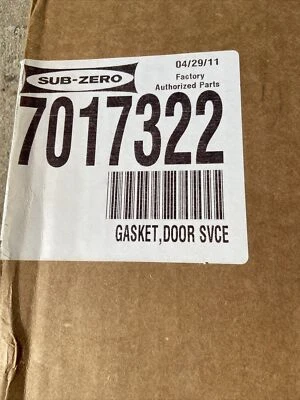 04/29/11
SUB-ZERO
Factory
Authorized Parts
7017322
GASKET,DOOR SVCE